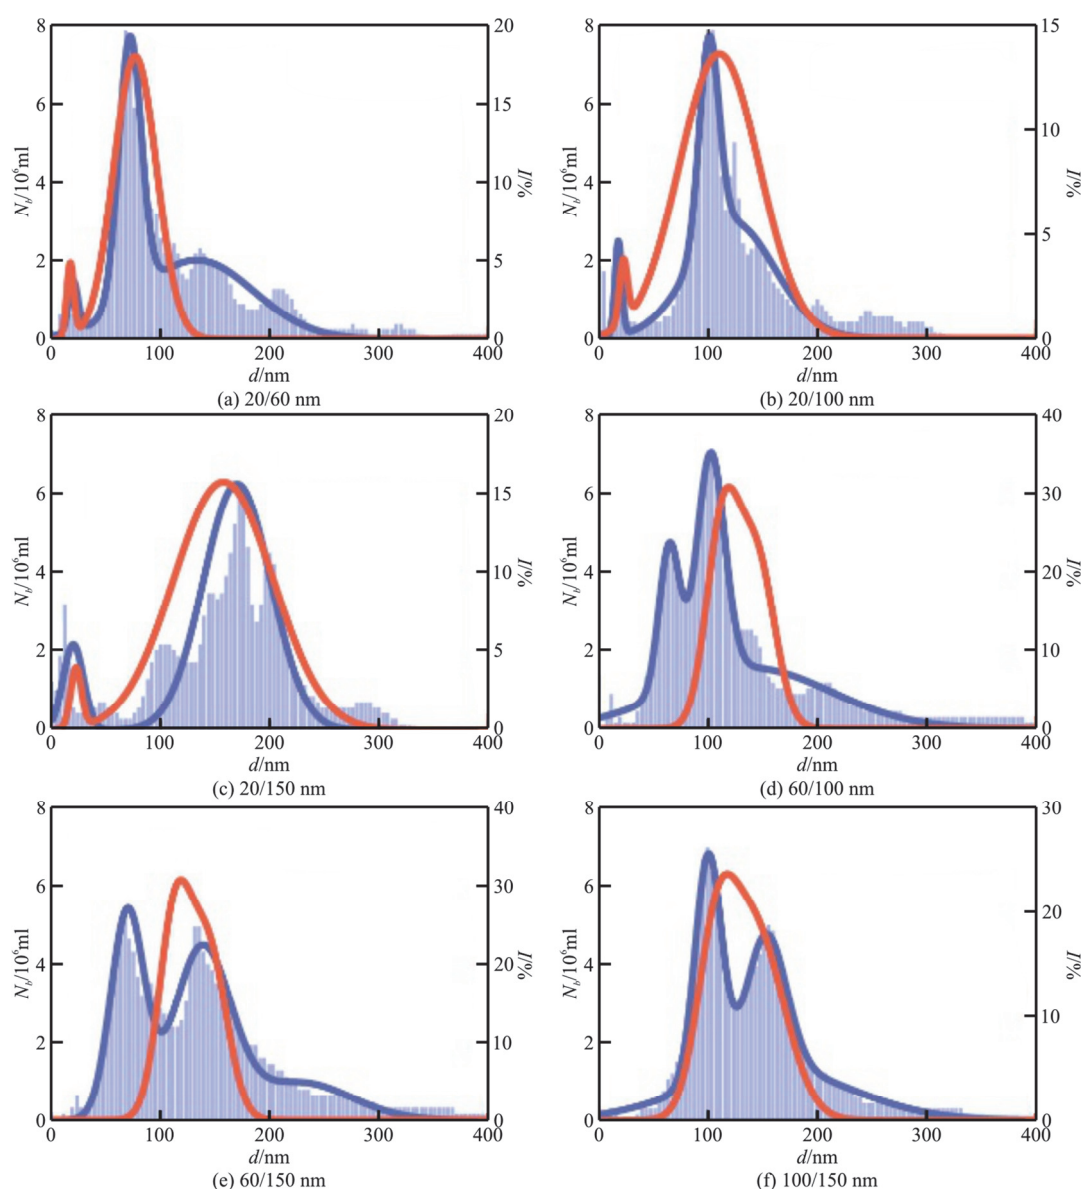 8 20 8 15
6 15 6 10
N_b/10^6ml 4 10 I/% N_b/10^6ml 4 I/%
2 5 2 5
0 0 0 0
0 100 200 300 400 0 100 200 300 400
d/nm d/nm
(a) 20/60 nm (b) 20/100 nm
8 20 8 40
6 15 6 30
N_b/10^6ml 4 10 I/% N_b/10^6ml 4 20 I/%
2 5 2 10
0 0 0 0
0 100 200 300 400 0 100 200 300 400
d/nm d/nm
(c) 20/150 nm (d) 60/100 nm
8 40 8 30
6 30 6 20
N_b/10^6ml 4 20 I/% N_b/10^6ml 4 I/%
2 10 2 10
0 0 0 0
0 100 200 300 400 0 100 200 300 400
d/nm d/nm
(e) 60/150 nm (f) 100/150 nm